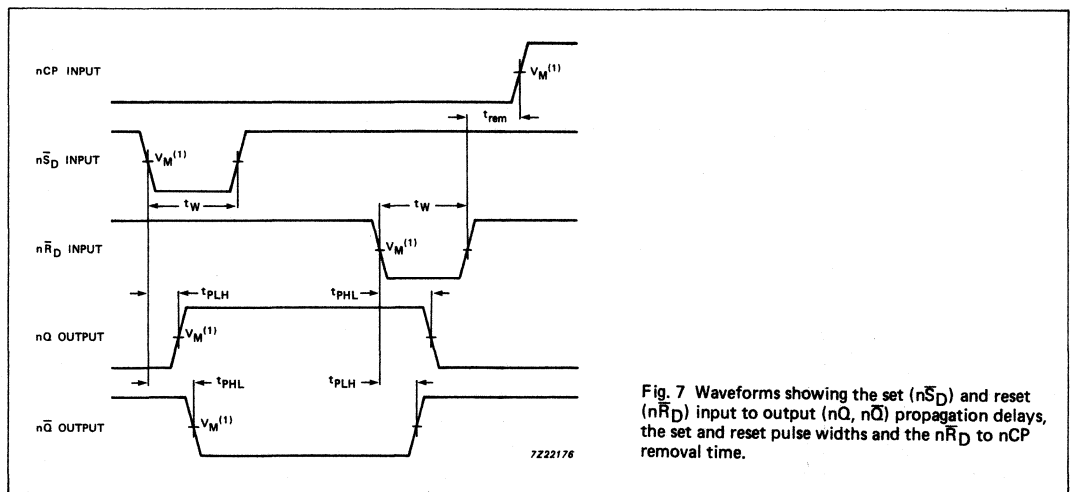 nCP INPUT
V_M(1)
t_rem
nS̅_D INPUT
V_M(1)
t_W
t_W
nR̅_D INPUT
V_M(1)
t_PLH
t_PHL
nQ OUTPUT
V_M(1)
t_PHL
t_PLH
nQ̅ OUTPUT
V_M(1)
7Z22176
Fig. 7 Waveforms showing the set (nS̅_D) and reset
(nR̅_D) input to output (nQ, nQ̅) propagation delays,
the set and reset pulse widths and the nR̅_D to nCP
removal time.